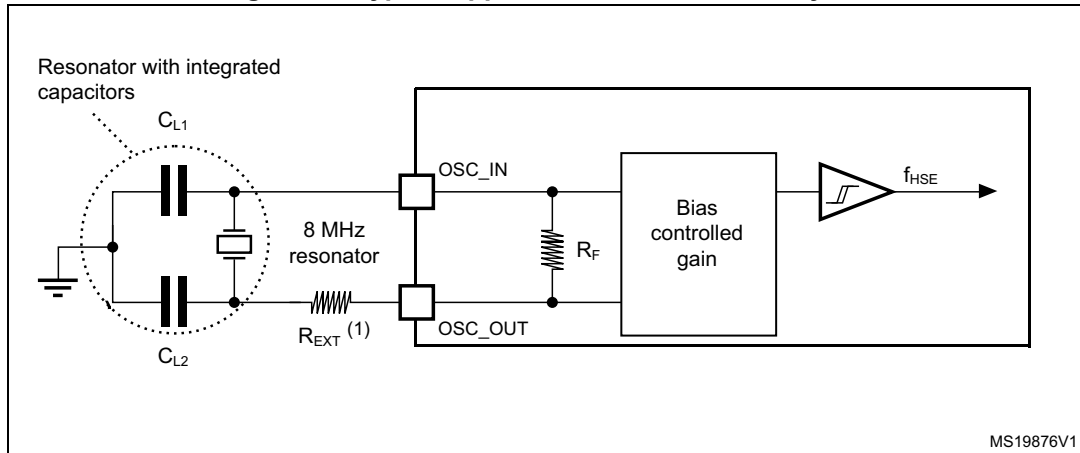 Resonator with integrated
capacitors
CL1
OSC_IN
fHSE
8 MHz
resonator
RF
Bias
controlled
gain
REXT (1)
OSC_OUT
CL2
MS19876V1